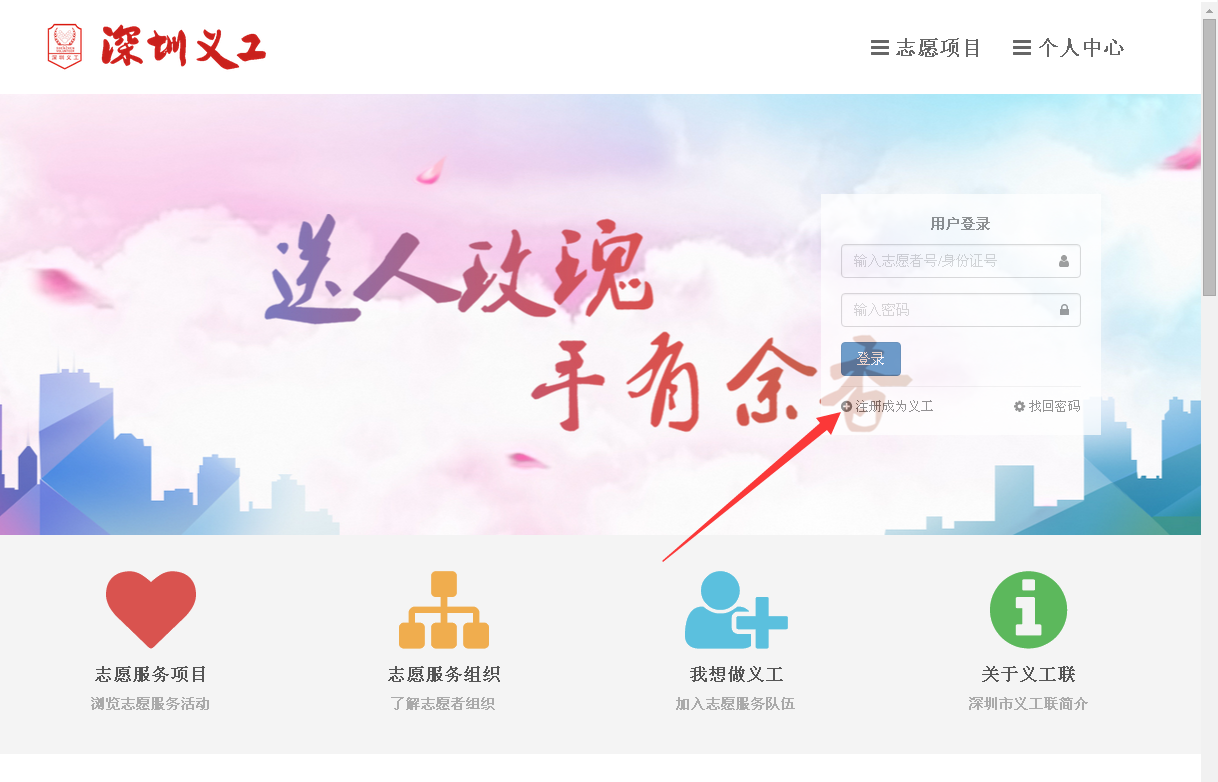 深圳义工
深圳义工
志愿项目
个人中心
送人玫瑰
手有余香
用户登录
输入志愿者号/身份证号
输入密码
登录
注册成为义工
找回密码
志愿服务项目
浏览志愿服务活动
志愿服务组织
了解志愿者组织
我想做义工
加入志愿服务队伍
关于义工联
深圳市义工联简介